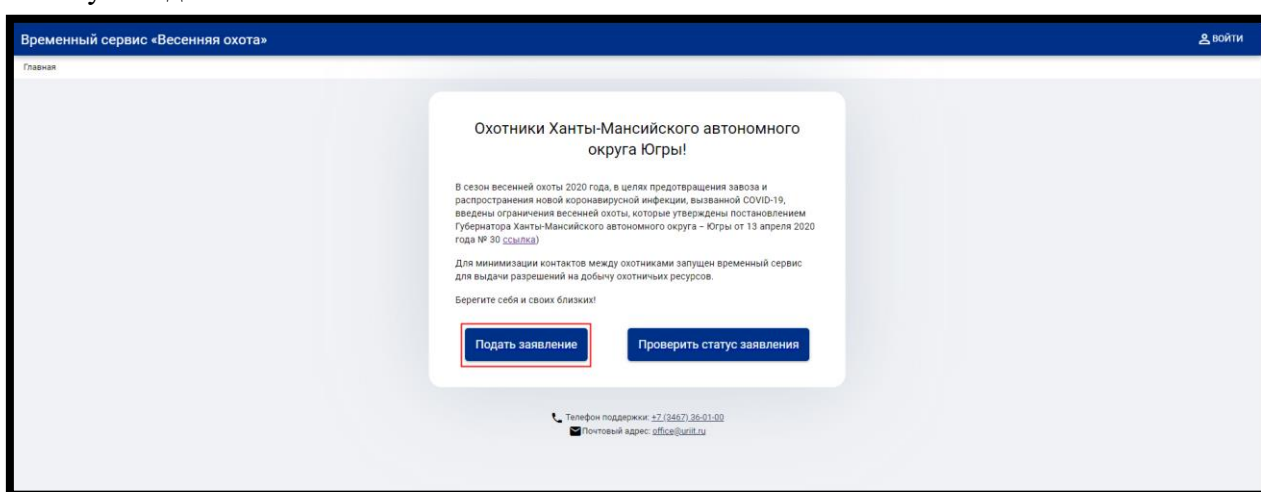 Временный сервис «Весенняя охота»
ВОЙТИ
Главная
Охотники Ханты-Мансийского автономного
округа Югры!
В сезон весенней охоты 2020 года, в целях предотвращения завоза и
распространения новой коронавирусной инфекции, вызванной COVID-19,
введены ограничения весенней охоты, которые утверждены постановлением
Губернатора Ханты-Мансийского автономного округа – Югры от 13 апреля 2020
года № 30 ссылка)
Для минимизации контактов между охотниками запущен временный сервис
для выдачи разрешений на добычу охотничьих ресурсов.
Берегите себя и своих близких!
Подать заявление
Проверить статус заявления
Телефон поддержки: +7 (3467) 36-01-00
Почтовый адрес: office@uriit.ru